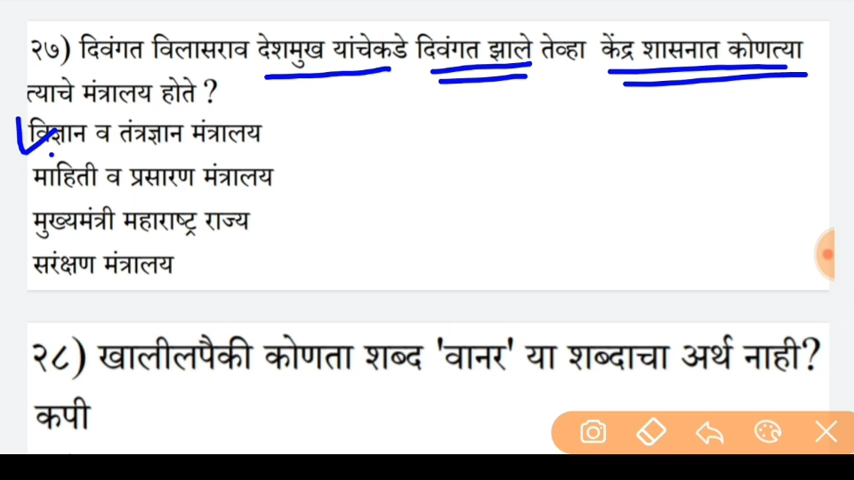 २७) दिवंगत विलासराव देशमुख यांचेकडे दिवंगत झाले तेव्हा केंद्र शासनात कोणत्या
त्याचे मंत्रालय होते ?
विज्ञान व तंत्रज्ञान मंत्रालय
माहिती व प्रसारण मंत्रालय
मुख्यमंत्री महाराष्ट्र राज्य
सरंक्षण मंत्रालय
२८) खालीलपैकी कोणता शब्द 'वानर' या शब्दाचा अर्थ नाही?
कपी